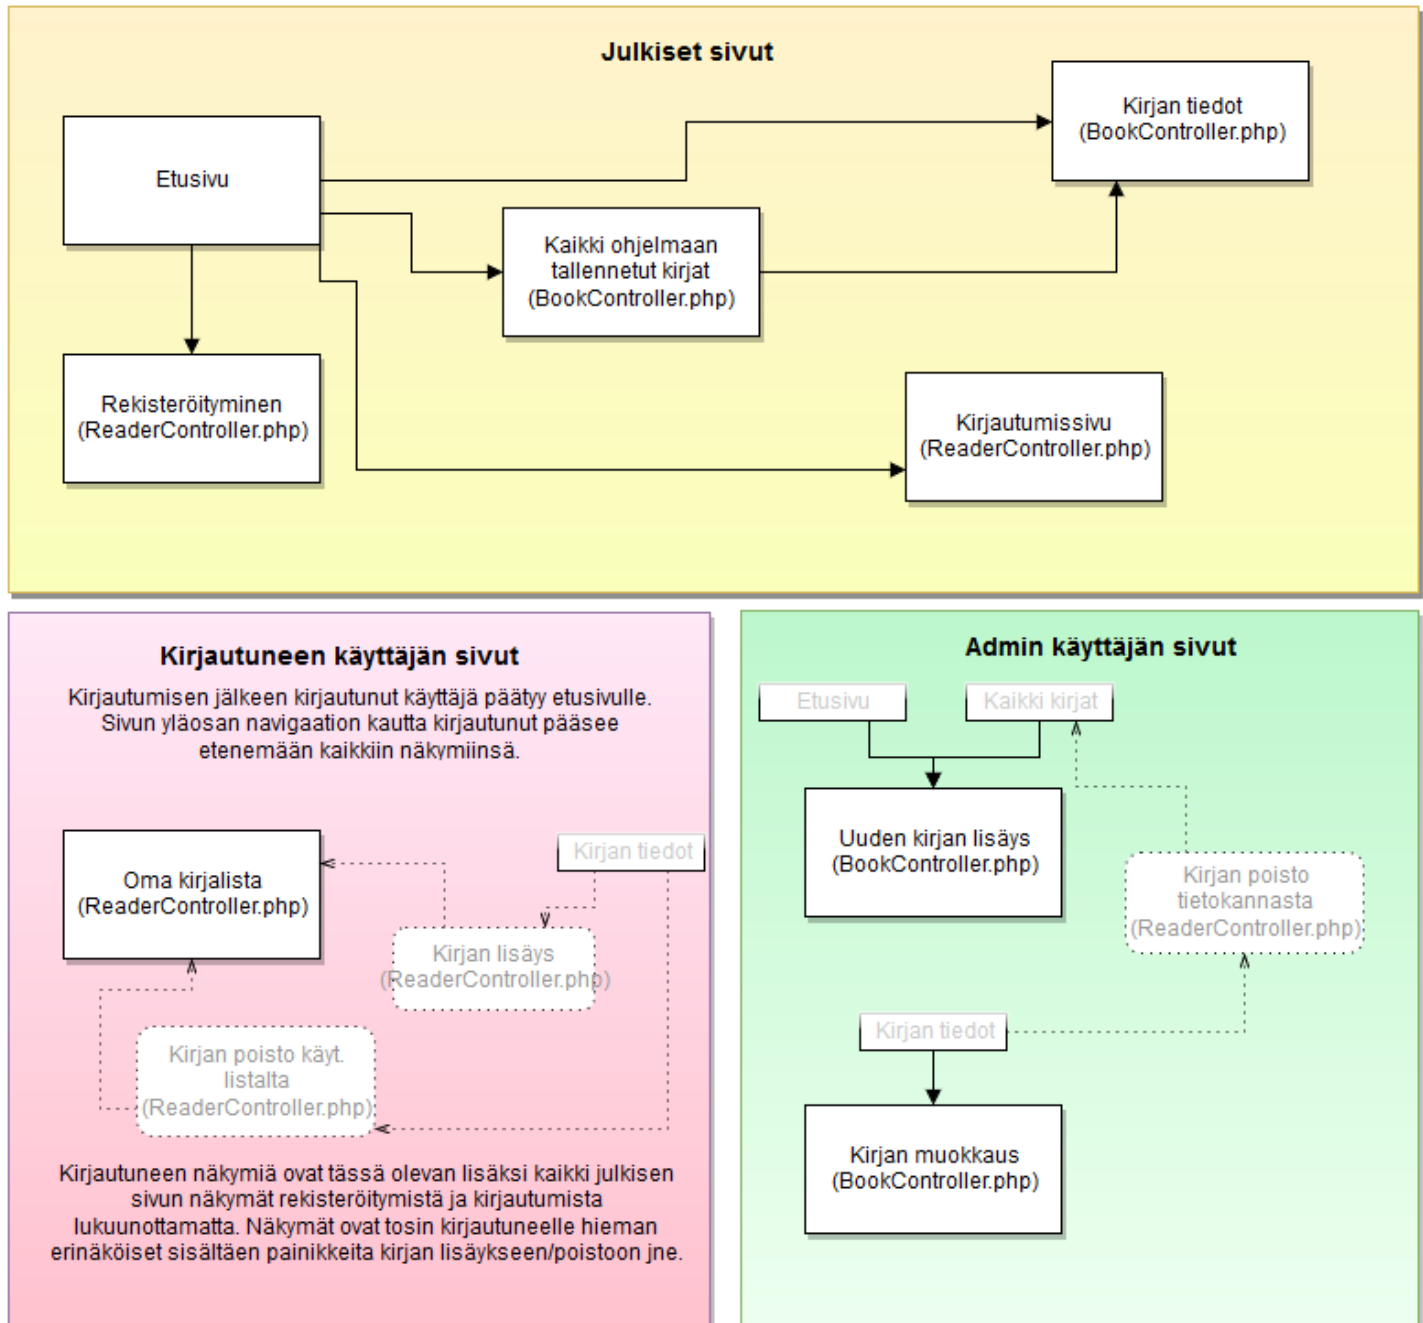 Julkiset sivut
Kirjan tiedot
(BookController.php)
Etusivu
Kaikki ohjelmaan
tallennetut kirjat
(BookController.php)
Rekisteröityminen
(ReaderController.php)
Kirjautumissivu
(ReaderController.php)
Kirjautuneen käyttäjän sivut
Kirjautumisen jälkeen kirjautunut käyttäjä päätyy etusivulle.
Sivun yläosan navigaation kautta kirjautunut pääsee
etenemään kaikkiin näkymiinsä.
Kirjan tiedot
Oma kirjalista
(ReaderController.php)
Kirjan lisäys
(ReaderController.php)
Kirjan poisto käyt.
listalta
(ReaderController.php)
Kirjautuneen näkymiä ovat tässä olevan lisäksi kaikki julkisen
sivun näkymät rekisteröitymistä ja kirjautumista
lukuunottamatta. Näkymät ovat tosin kirjautuneelle hieman
erinäköiset sisältäen painikkeita kirjan lisäykseen/poistoon jne.
Admin käyttäjän sivut
Etusivu
Kaikki kirjat
Uuden kirjan lisäys
(BookController.php)
Kirjan poisto
tietokannasta
(ReaderController.php)
Kirjan tiedot
Kirjan muokkaus
(BookController.php)